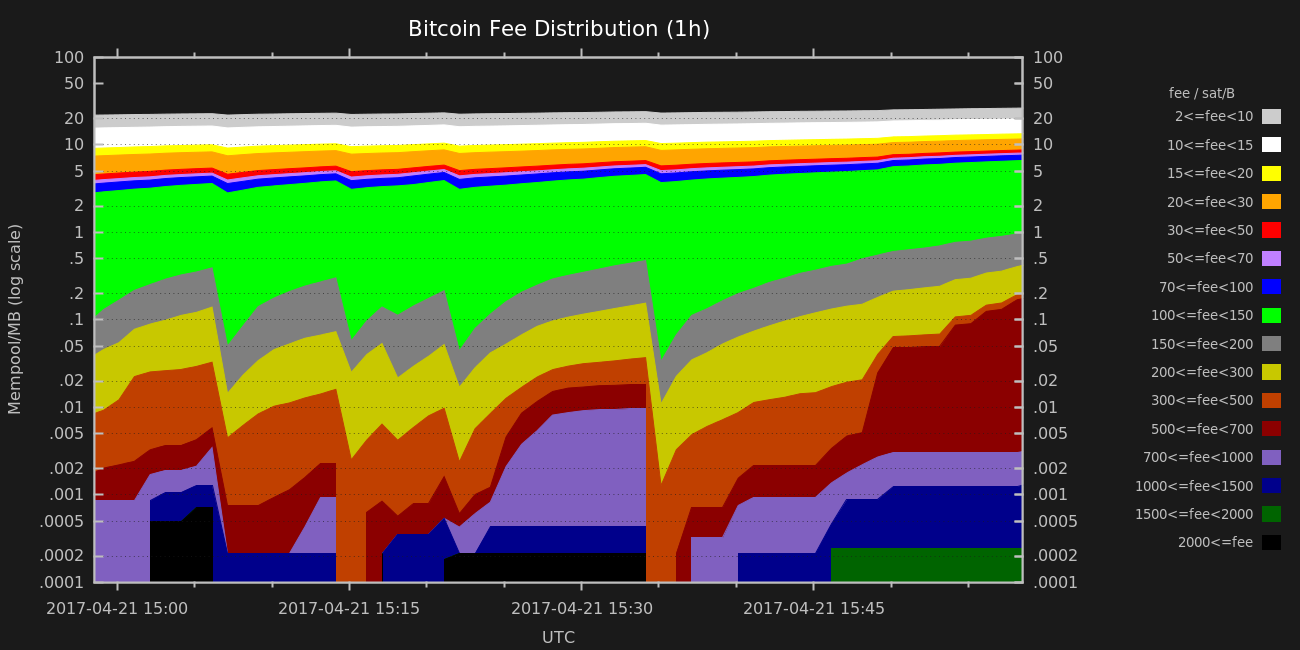 Bitcoin Fee Distribution (1h)
Mempool/MB (log scale)
100
50
20
10
5
2
1
.5
.2
.1
.05
.02
.01
.005
.002
.001
.0005
.0002
.0001
100
50
20
10
5
2
1
.5
.2
.1
.05
.02
.01
.005
.002
.001
.0005
.0002
.0001
2017-04-21 15:00
2017-04-21 15:15
2017-04-21 15:30
2017-04-21 15:45
UTC
fee / sat/B
2<=fee<10
10<=fee<15
15<=fee<20
20<=fee<30
30<=fee<50
50<=fee<70
70<=fee<100
100<=fee<150
150<=fee<200
200<=fee<300
300<=fee<500
500<=fee<700
700<=fee<1000
1000<=fee<1500
1500<=fee<2000
2000<=fee